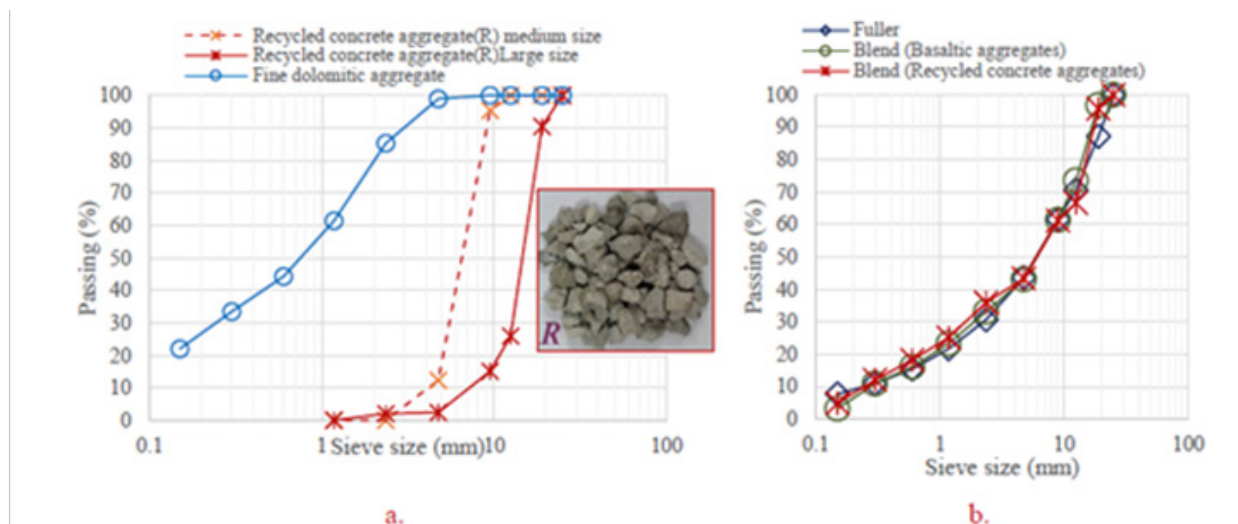 Recycled concrete aggregate(R) medium size
Recycled concrete aggregate(R)Large size
Fine dolomitic aggregate
100
90
80
70
60
50
40
30
20
10
0
Passing (%)
0.1
1
10
100
Sieve size (mm)
R
a.
Fuller
Blend (Basaltic aggregates)
Blend (Recycled concrete aggregates)
100
90
80
70
60
50
40
30
20
10
0
Passing (%)
0.1
1
10
100
Sieve size (mm)
b.